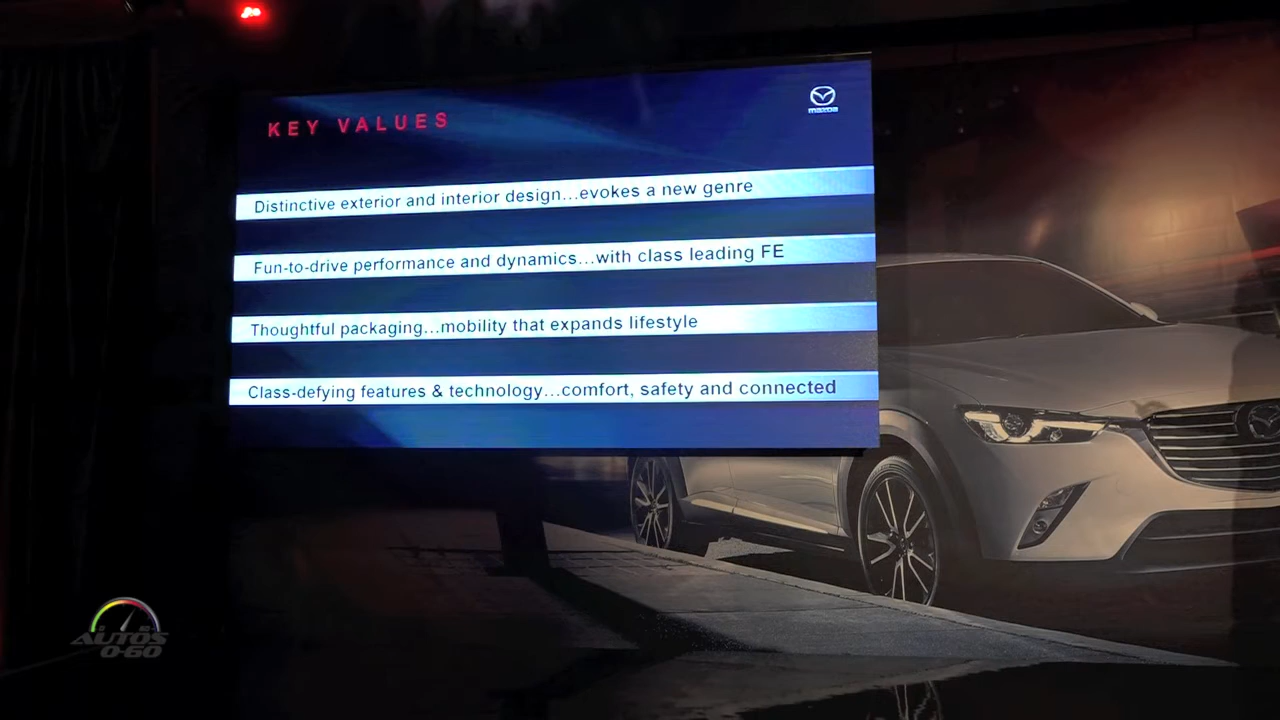 KEY VALUES
mazda
Distinctive exterior and interior design...evokes a new genre
Fun-to-drive performance and dynamics...with class leading FE
Thoughtful packaging...mobility that expands lifestyle
Class-defying features & technology...comfort, safety and connected
AUTOS
0-60